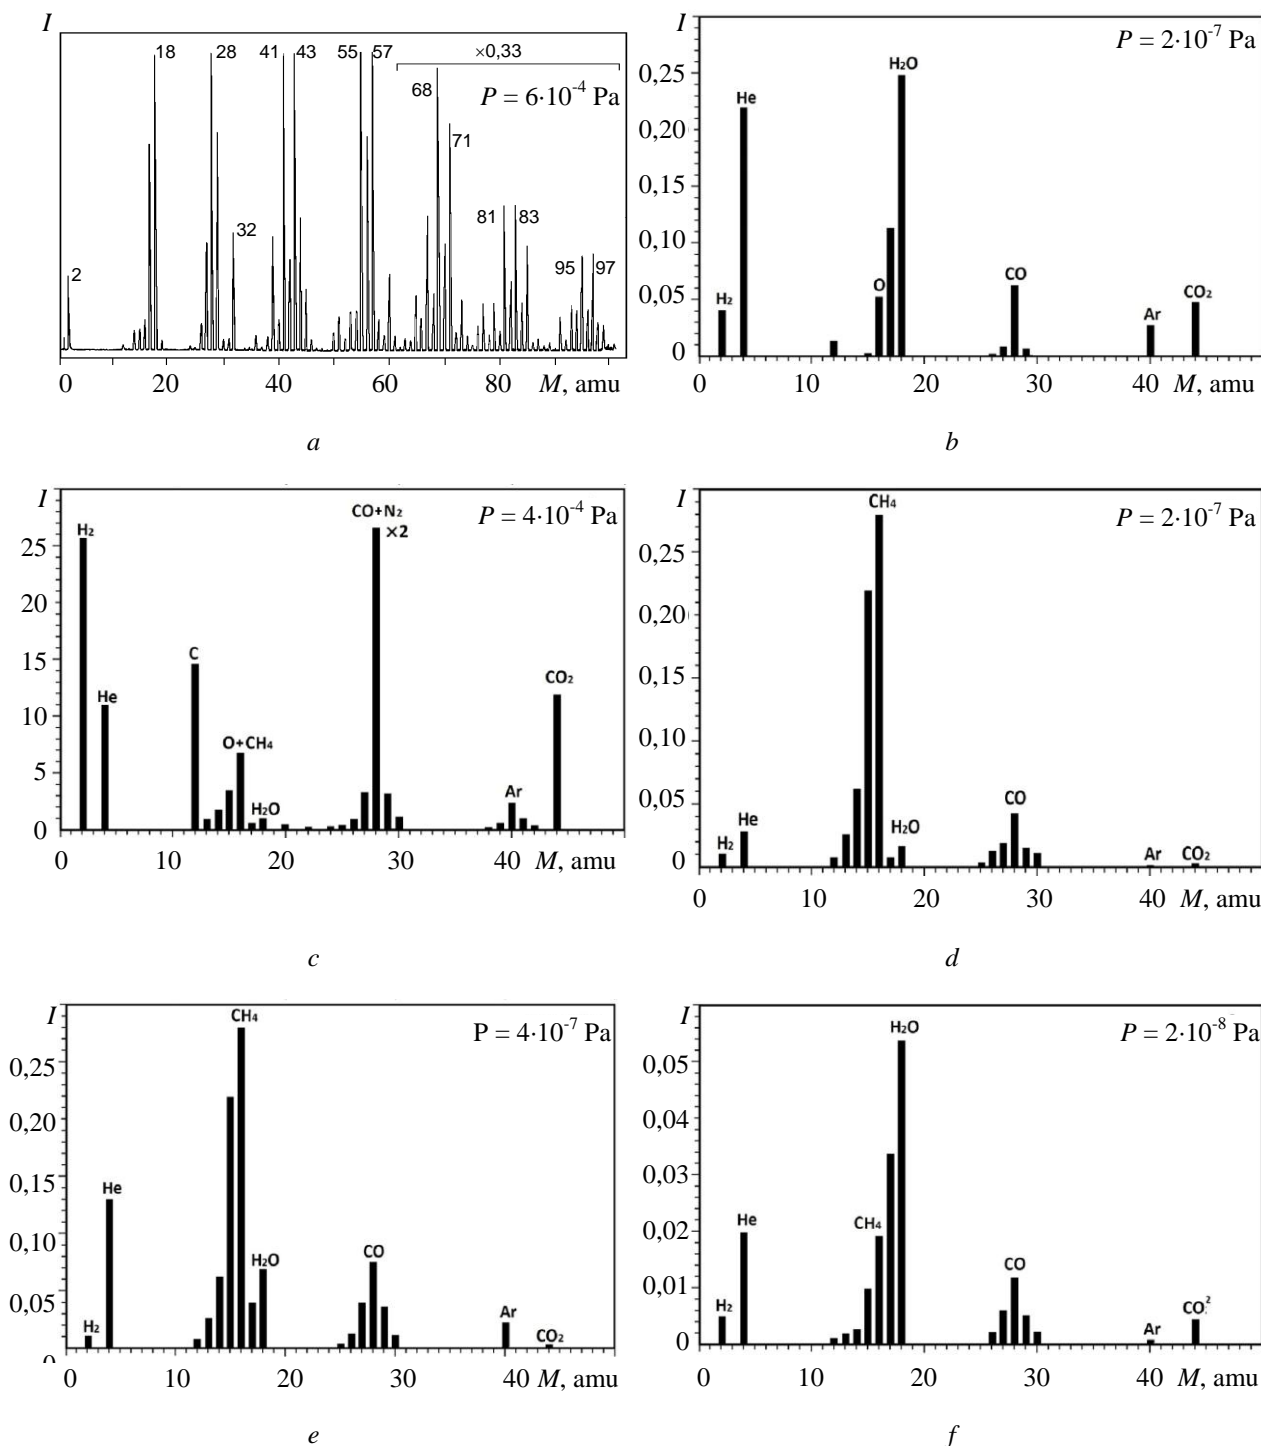 I
18
28
41
43
55
57
×0,33
P = 6·10-4 Pa
68
71
32
2
81
83
95
97
0
20
40
60
80
M, amu
a
I
P = 2·10-7 Pa
0,25
0,20
0,15
0,10
0,05
0
H2
He
O
H2O
CO
Ar
CO2
0
10
20
30
40
M, amu
b
I
P = 4·10-4 Pa
25
20
15
10
5
0
H2
He
C
O+CH4
H2O
CO+N2
×2
Ar
CO2
0
10
20
30
40
M, amu
c
I
P = 2·10-7 Pa
0,25
0,20
0,15
0,10
0,05
0
H2
He
CH4
H2O
CO
Ar
CO2
0
10
20
30
40
M, amu
d
I
P = 4·10-7 Pa
0,25
0,20
0,15
0,10
0,05
0
H2
He
CH4
H2O
CO
Ar
CO2
0
10
20
30
40
M, amu
e
I
P = 2·10-8 Pa
0,05
0,04
0,03
0,02
0,01
0
H2
He
CH4
H2O
CO
Ar
CO2
0
10
20
30
40
M, amu
f